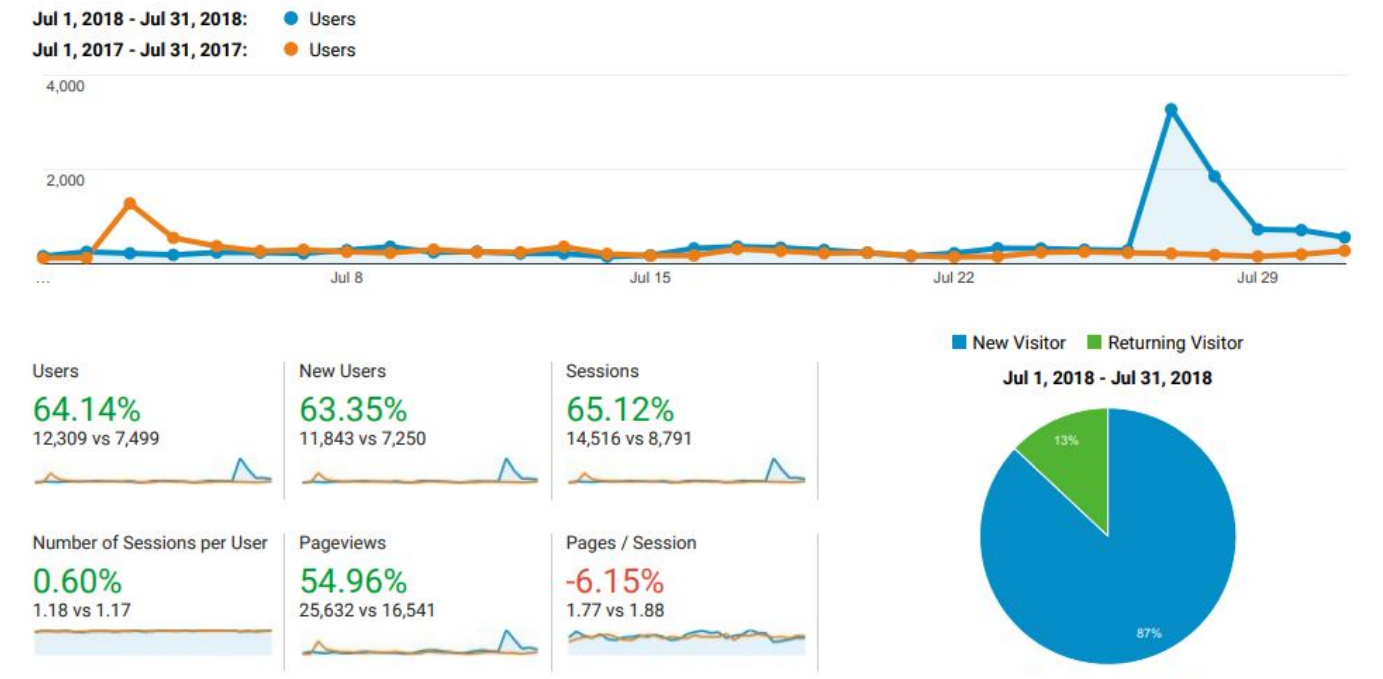 Jul 1, 2018 - Jul 31, 2018: Users
Jul 1, 2017 - Jul 31, 2017: Users
4,000
2,000
... Jul 8 Jul 15 Jul 22 Jul 29
New Visitor Returning Visitor
Jul 1, 2018 - Jul 31, 2018
13%
87%
Users
64.14%
12,309 vs 7,499
New Users
63.35%
11,843 vs 7,250
Sessions
65.12%
14,516 vs 8,791
Number of Sessions per User
0.60%
1.18 vs 1.17
Pageviews
54.96%
25,632 vs 16,541
Pages / Session
-6.15%
1.77 vs 1.88